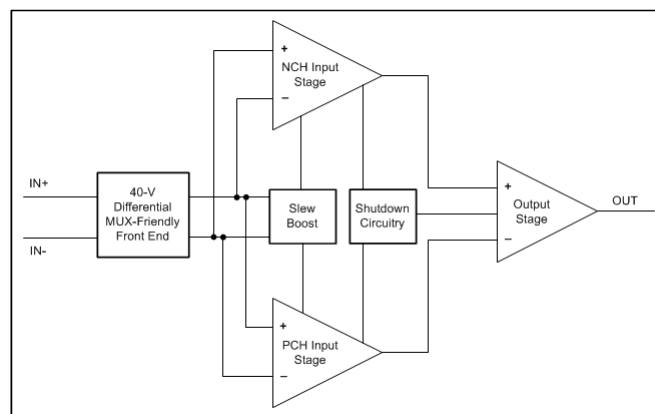 +
NCH Input
Stage
–
IN+
IN-
40-V
Differential
MUX-Friendly
Front End
Slew
Boost
Shutdown
Circuitry
+
Output
Stage
–
OUT
+
PCH Input
Stage
–